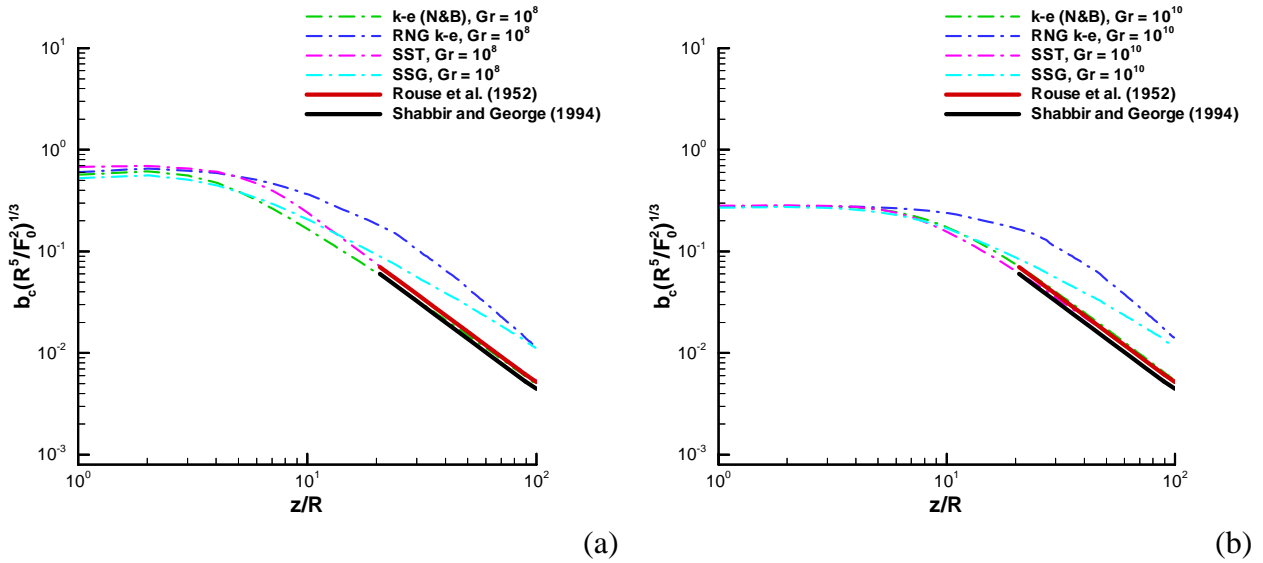 k-e (N&B), Gr = 10^8
RNG k-e, Gr = 10^8
SST, Gr = 10^8
SSG, Gr = 10^8
Rouse et al. (1952)
Shabbir and George (1994)
10^1
10^0
10^-1
10^-2
10^-3
b_c(R^5/F_0^2)^1/3
10^0
10^1
10^2
z/R
(a)
k-e (N&B), Gr = 10^10
RNG k-e, Gr = 10^10
SST, Gr = 10^10
SSG, Gr = 10^10
Rouse et al. (1952)
Shabbir and George (1994)
10^1
10^0
10^-1
10^-2
10^-3
b_c(R^5/F_0^2)^1/3
10^0
10^1
10^2
z/R
(b)